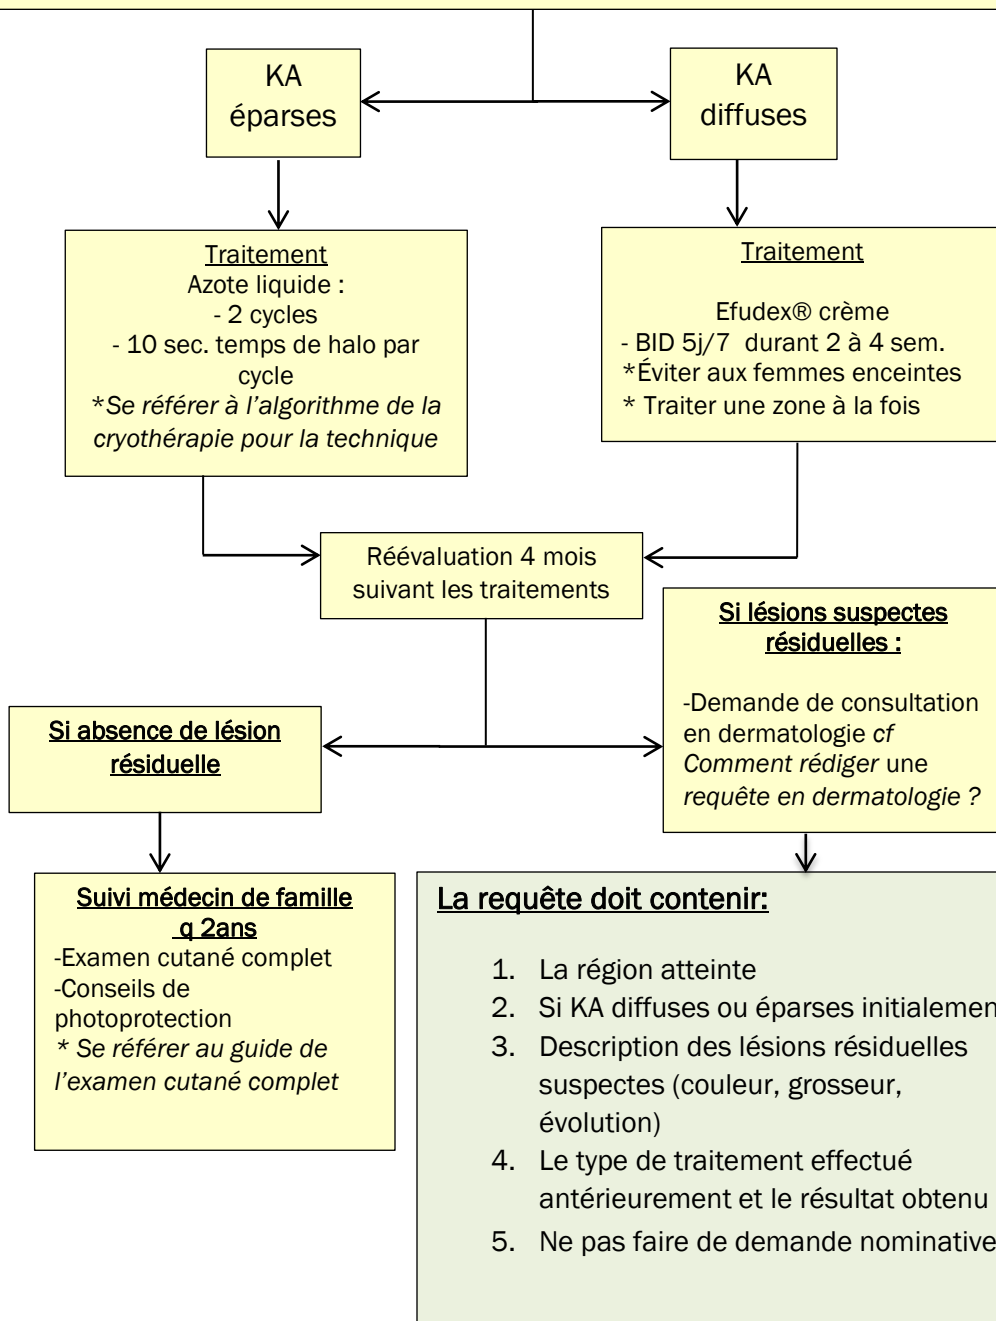 KA
éparses
KA
diffuses
Traitement
Azote liquide :
- 2 cycles
- 10 sec. temps de halo par
cycle
*Se référer à l'algorithme de la
cryothérapie pour la technique
Traitement
Efudex® crème
- BID 5j/7 durant 2 à 4 sem.
*Éviter aux femmes enceintes
* Traiter une zone à la fois
Réévaluation 4 mois
suivant les traitements
Si absence de lésion
résiduelle
Si lésions suspectes
résiduelles :
-Demande de consultation
en dermatologie cf
Comment rédiger une
requête en dermatologie ?
Suivi médecin de famille
q 2ans
-Examen cutané complet
-Conseils de
photoprotection
* Se référer au guide de
l'examen cutané complet
La requête doit contenir:
1. La région atteinte
2. Si KA diffuses ou éparses initialemen
3. Description des lésions résiduelles
suspectes (couleur, grosseur,
évolution)
4. Le type de traitement effectué
antérieurement et le résultat obtenu
5. Ne pas faire de demande nominative